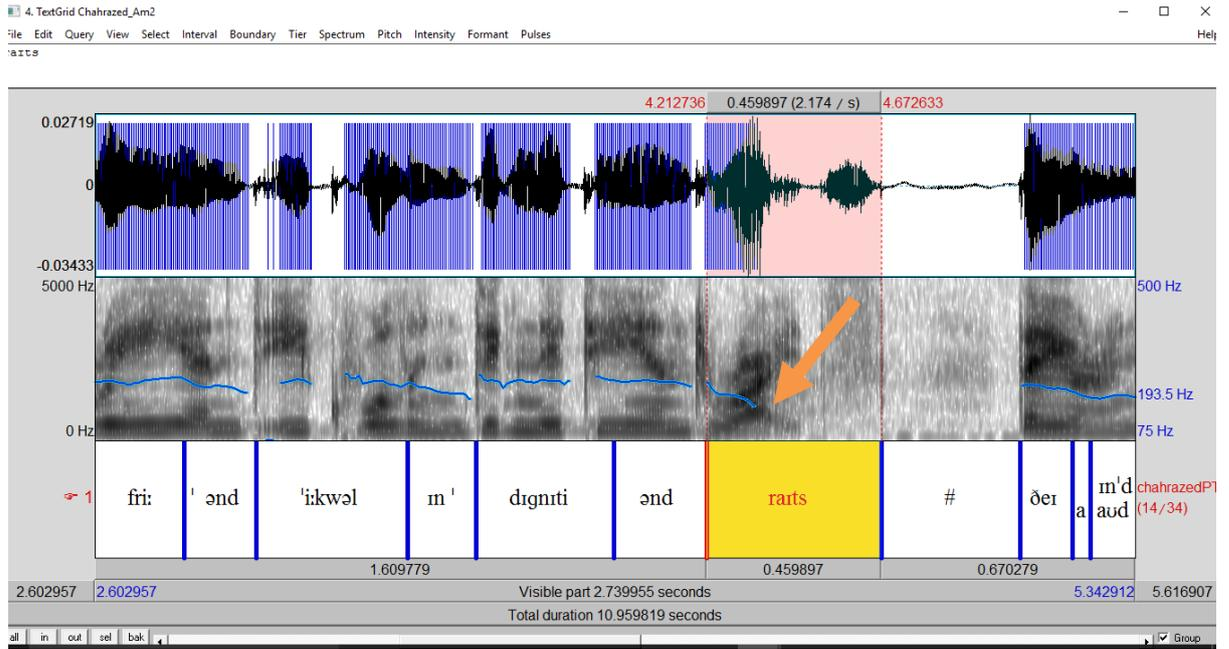 4. TextGrid Chahrazed_Am2
File Edit Query View Select Interval Boundary Tier Spectrum Pitch Intensity Formant Pulses Help
raɪts
4.212736 0.459897 (2.174 / s) 4.672633
0.02719
0
-0.03433
5000 Hz 500 Hz
193.5 Hz
0 Hz 75 Hz
☞ 1 friː ˈ ənd ˈiːkwəl ɪn ˈ dɪgnɪti ənd raɪts # ðeɪ a ɪnˈd aʊd chahrazedPT
(14/34)
1.609779 0.459897 0.670279
2.602957 2.602957 Visible part 2.739955 seconds 5.342912 5.616907
Total duration 10.959819 seconds
all in out sel bak Group